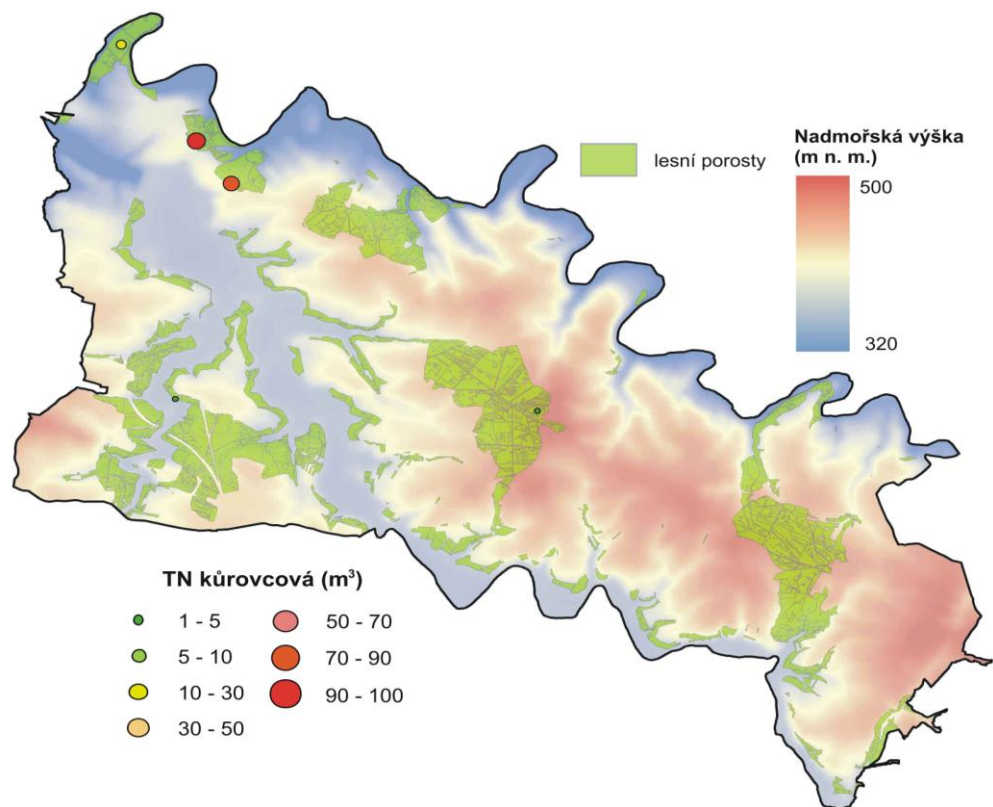 lesní porosty
Nadmořská výška
(m n. m.)
500
320
TN kůrovcová (m³)
1 - 5
5 - 10
10 - 30
30 - 50
50 - 70
70 - 90
90 - 100